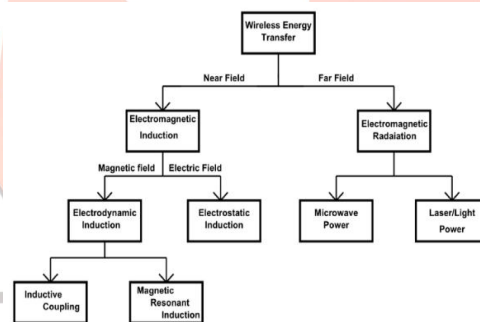 Wireless Energy
Transfer
Near Field
Far Field
Electromagnetic
Induction
Electromagnetic
Radaiation
Magnetic field
Electric Field
Electrodynamic
Induction
Electrostatic
Induction
Microwave
Power
Laser/Light
Power
Inductive
Coupling
Magnetic
Resonant
Induction